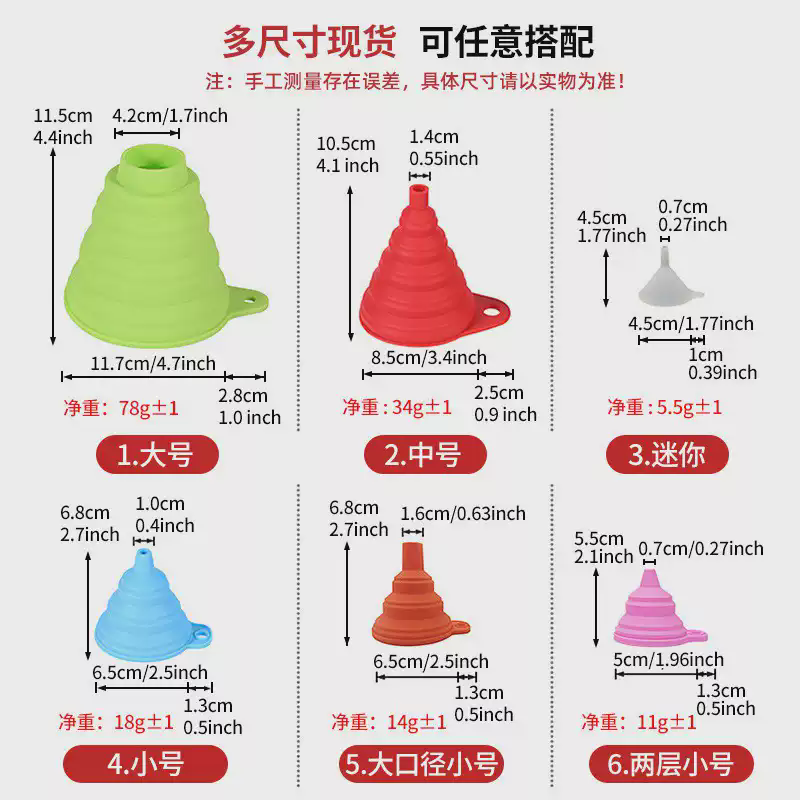 多尺寸现货 可任意搭配
注：手工测量存在误差，具体尺寸请以实物为准！
11.5cm
4.4inch
4.2cm/1.7inch
11.7cm/4.7inch
2.8cm
1.0 inch
净重：78g±1
1.大号
10.5cm
4.1 inch
1.4cm
0.55inch
8.5cm/3.4inch
2.5cm
0.9 inch
净重:34g±1
2.中号
4.5cm
1.77inch
0.7cm
0.27inch
4.5cm/1.77inch
1cm
0.39inch
净重:5.5g±1
3.迷你
6.8cm
2.7inch
1.0cm
0.4inch
6.5cm/2.5inch
1.3cm
0.5inch
净重：18g±1
4.小号
6.8cm
2.7inch
1.6cm/0.63inch
6.5cm/2.5inch
1.3cm
0.5inch
净重：14g±1
5.大口径小号
5.5cm
2.1inch
0.7cm/0.27inch
5cm/1.96inch
1.3cm
0.5inch
净重：11g±1
6.两层小号